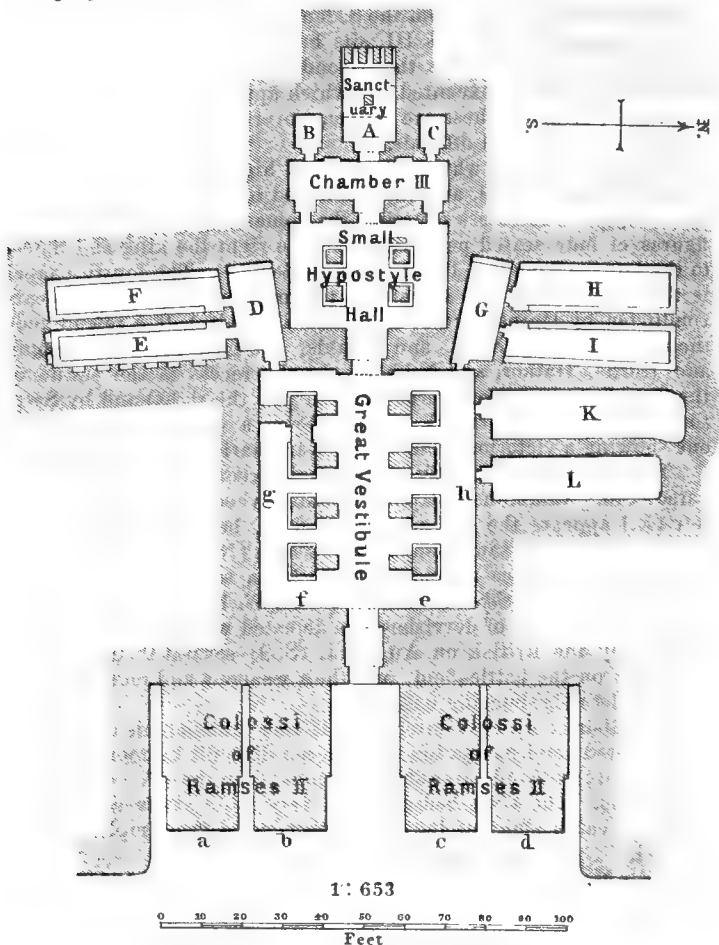 Sanct-
uary
A
B
C
S.
NE
Chamber III
Small
Hypostyle
Hall
F
D
G
H
E
I
Great Vestibule
K
g
h
L
f
e
Colossi
of
Ramses II
Colossi
of
Ramses II
a
b
c
d
1:653
0 10 20 30 40 50 60 70 80 90 100
Feet